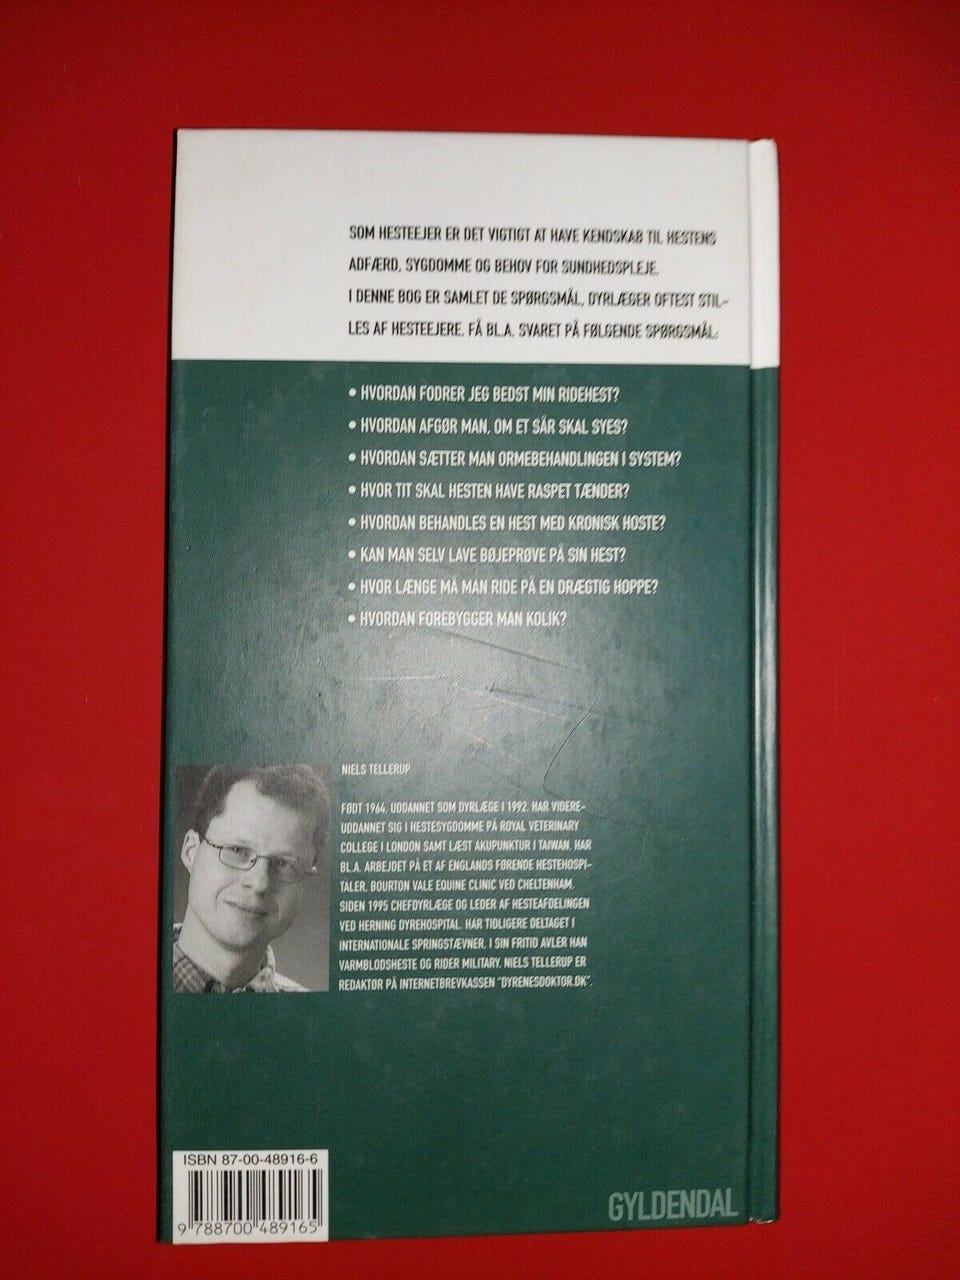 SOM HESTEEJER ER DET VIGTIGT AT HAVE KENDSKAB TIL HESTENS
ADFÆRD, SYGDOMME OG BEHOV FOR SUNDHEDSPLEJE.
I DENNE BOG ER SAMLET DE SPØRGSMÅL, DYRLÆGER OFTEST STIL-
LES AF HESTEEJERE. FÅ BL.A. SVARET PÅ FØLGENDE SPØRGSMÅL:
• HVORDAN FODRER JEG BEDST MIN RIDEHEST?
• HVORDAN AFGØR MAN, OM ET SÅR SKAL SYES?
• HVORDAN SÆTTER MAN ORMEBEHANDLINGEN I SYSTEM?
• HVOR TIT SKAL HESTEN HAVE RASPET TÆNDER?
• HVORDAN BEHANDLES EN HEST MED KRONISK HOSTE?
• KAN MAN SELV LAVE BØJEPRØVE PÅ SIN HEST?
• HVOR LÆNGE MÅ MAN RIDE PÅ EN DRÆGTIG HOPPE?
• HVORDAN FOREBYGGER MAN KOLIK?
NIELS TELLERUP
FØDT 1964, UDDANNET SOM DYRLÆGE I 1992. HAR VIDERE-
UDDANNET SIG I HESTESYGDOMME PÅ ROYAL VETERINARY
COLLEGE I LONDON SAMT LÆST AKUPUNKTUR I TAIWAN. HAR
BL.A. ARBEJDET PÅ ET AF ENGLANDS FØRENDE HESTEHOSPI-
TALER, BOURTON VALE EQUINE CLINIC VED CHELTENHAM.
SIDEN 1995 CHEFDYRLÆGE OG LEDER AF HESTEAFDELINGEN
VED HERNING DYREHOSPITAL. HAR TIDLIGERE DELTAGET I
INTERNATIONALE SPRINGSTÆVNER. I SIN FRITID AVLER HAN
VARMBLODSHESTE OG RIDER MILITARY. NIELS TELLERUP ER
REDAKTØR PÅ INTERNETBREVKASSEN "DYRENESDOKTOR.DK".
ISBN 87-00-48916-6
9 788700 489165
GYLDENDAL